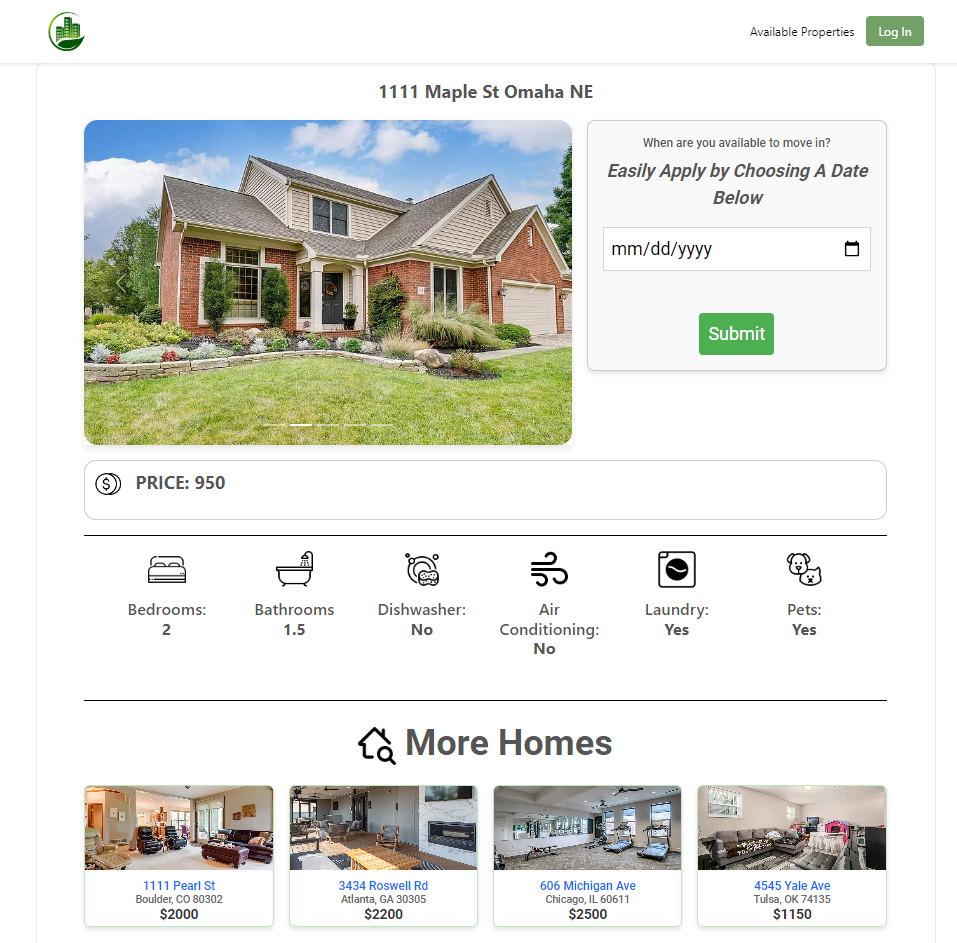 Available Properties
Log In
1111 Maple St Omaha NE
When are you available to move in?
Easily Apply by Choosing A Date
Below
mm/dd/yyyy
Submit
$ PRICE: 950
Bedrooms:
2
Bathrooms
1.5
Dishwasher:
No
Air
Conditioning:
No
Laundry:
Yes
Pets:
Yes
More Homes
1111 Pearl St
Boulder, CO 80302
$2000
3434 Roswell Rd
Atlanta, GA 30305
$2200
606 Michigan Ave
Chicago, IL 60611
$2500
4545 Yale Ave
Tulsa, OK 74135
$1150